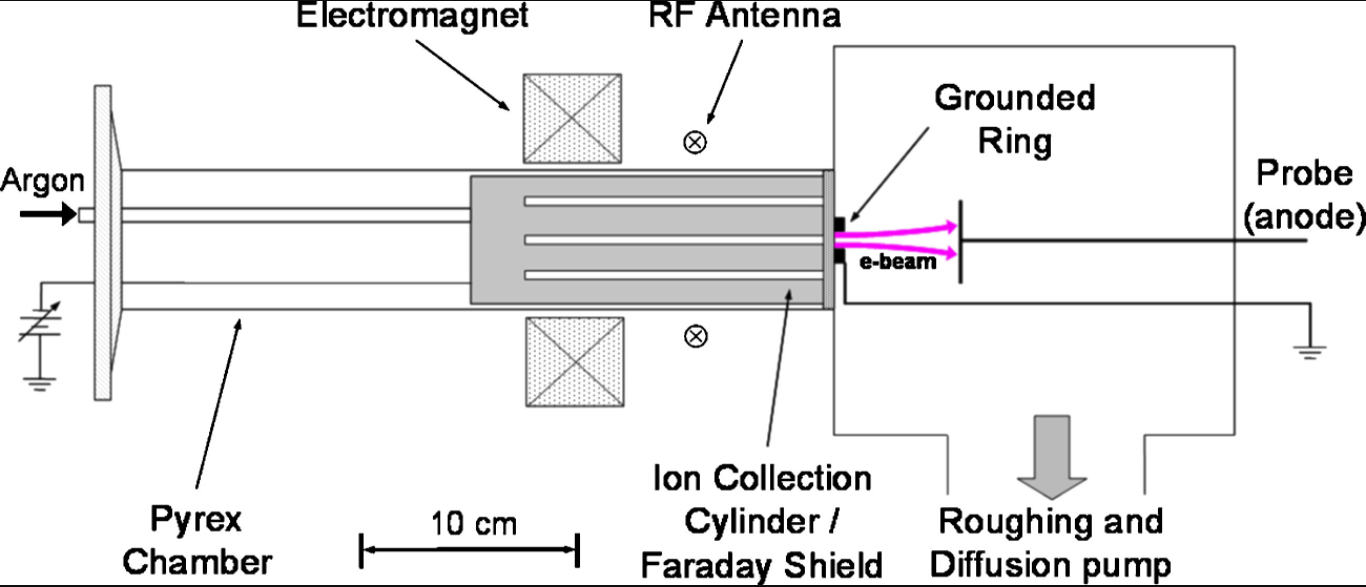 Electromagnet
RF Antenna
Grounded
Ring
Argon
Probe
(anode)
e-beam
Pyrex
Chamber
10 cm
Ion Collection
Cylinder /
Faraday Shield
Roughing and
Diffusion pump